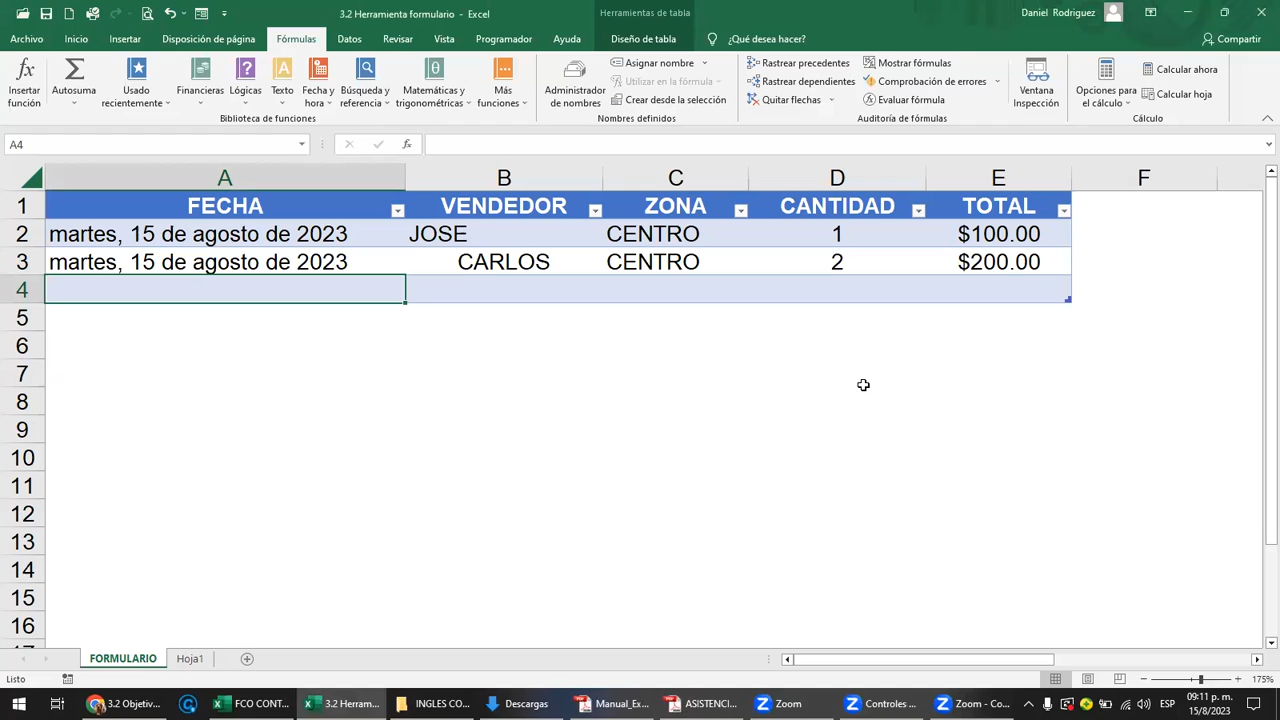 3.2 Herramienta formulario - Excel
Herramientas de tabla
Daniel Rodriguez
Archivo Inicio Insertar Disposición de página Fórmulas Datos Revisar Vista Programador Ayuda Diseño de tabla ¿Qué desea hacer? Compartir
Insertar función
Autosuma
Usado recientemente
Financieras
Lógicas
Texto
Fecha y hora
Búsqueda y referencia
Matemáticas y trigonométricas
Más funciones
Biblioteca de funciones
Administrador de nombres
Asignar nombre
Utilizar en la fórmula
Crear desde la selección
Nombres definidos
Rastrear precedentes
Rastrear dependientes
Quitar flechas
Mostrar fórmulas
Comprobación de errores
Evaluar fórmula
Auditoría de fórmulas
Ventana Inspección
Opciones para el cálculo
Calcular ahora
Calcular hoja
Cálculo
A4
fx
A B C D E F
1 FECHA VENDEDOR ZONA CANTIDAD TOTAL
2 martes, 15 de agosto de 2023 JOSE CENTRO 1 $100.00
3 martes, 15 de agosto de 2023 CARLOS CENTRO 2 $200.00
4
5
6
7
8
9
10
11
12
13
14
15
16
FORMULARIO Hoja1
Listo
175%
3.2 Objetiv... FCO CONT... 3.2 Herram... INGLES CO... Descargas Manual_Ex... ASISTENCI... Zoom Controles ... Zoom - Co... ESP 09:11 p. m.
15/8/2023